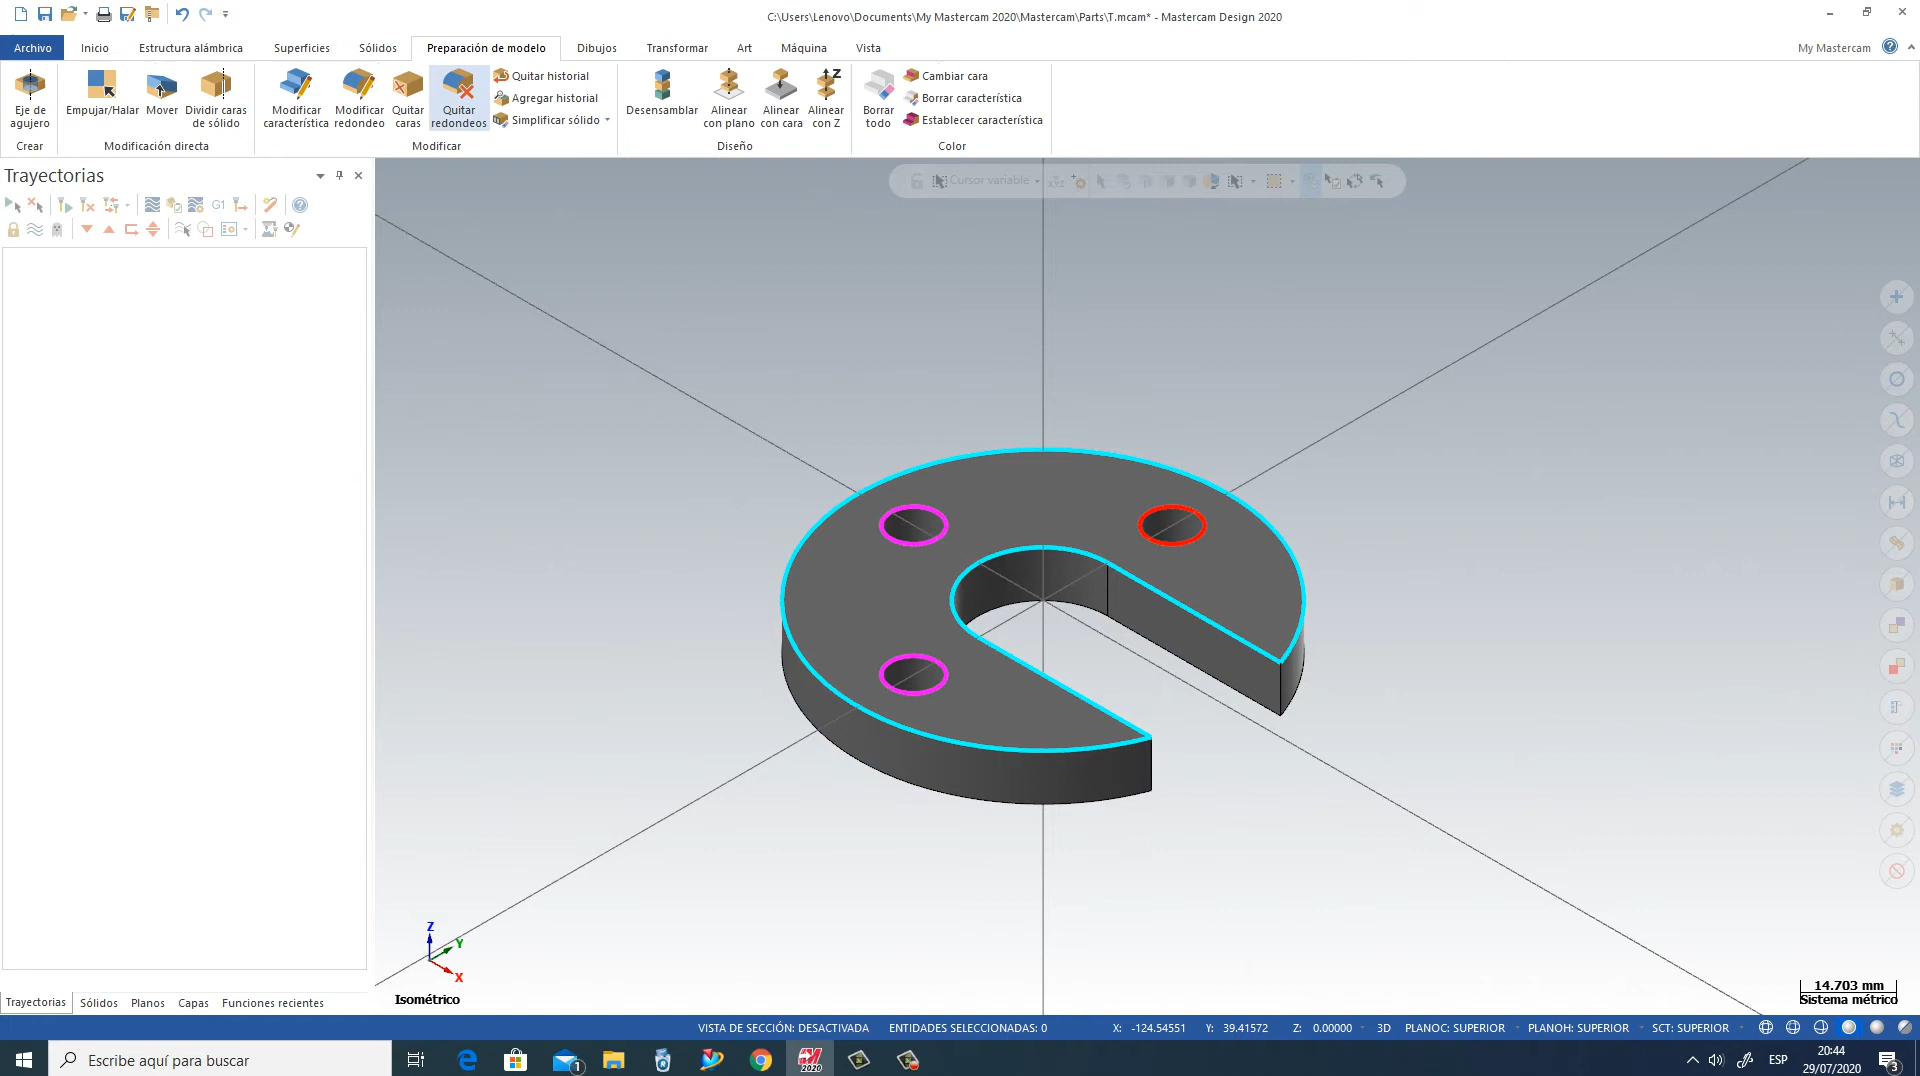 C:\Users\Lenovo\Documents\My Mastercam 2020\Mastercam\Parts\T.mcam* - Mastercam Design 2020
Archivo Inicio Estructura alámbrica Superficies Sólidos Preparación de modelo Dibujos Transformar Art Máquina Vista My Mastercam
Eje de agujero
Empujar/Halar
Mover
Dividir caras de sólido
Modificar característica
Modificar redondeo
Quitar caras
Quitar redondeos
Quitar historial
Agregar historial
Simplificar sólido
Desensamblar
Alinear con plano
Alinear con cara
Alinear con Z
Z
Borrar todo
Cambiar cara
Borrar característica
Establecer característica
Crear Modificación directa Modificar Diseño Color
Trayectorias
G1
Cursor variable
XYZ
Z
Y
X
Isométrico
14.703 mm
Sistema métrico
Trayectorias Sólidos Planos Capas Funciones recientes
VISTA DE SECCIÓN: DESACTIVADA ENTIDADES SELECCIONADAS: 0 X: -124.54551 Y: 39.41572 Z: 0.00000 3D PLANOC: SUPERIOR PLANOH: SUPERIOR SCT: SUPERIOR
Escribe aquí para buscar
1
2020
ESP
20:44
29/07/2020
3